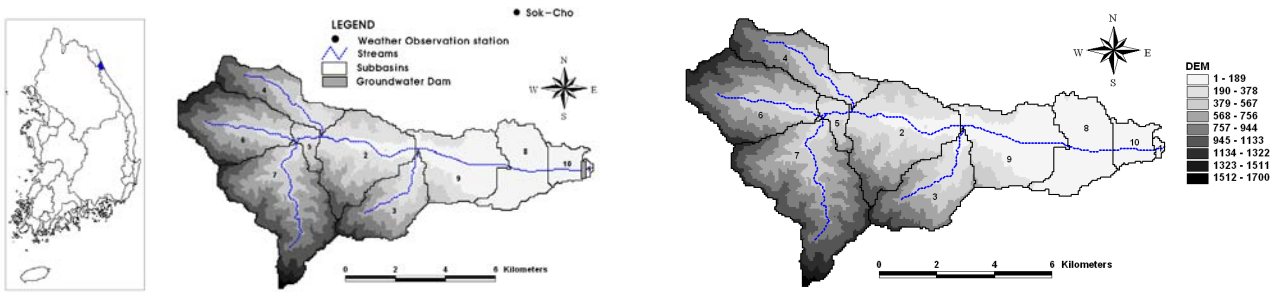 Sok-Cho
LEGEND
Weather Observation station
Streams
Subbasins
Groundwater Dam
N
W E
S
4
6
5
2
7
3
9
8
10
0 2 4 6 Kilometers
N
W E
S
4
6
5
2
7
3
9
8
10
DEM
1 - 189
190 - 378
379 - 567
568 - 756
757 - 944
945 - 1133
1134 - 1322
1323 - 1511
1512 - 1700
0 2 4 6 Kilometers